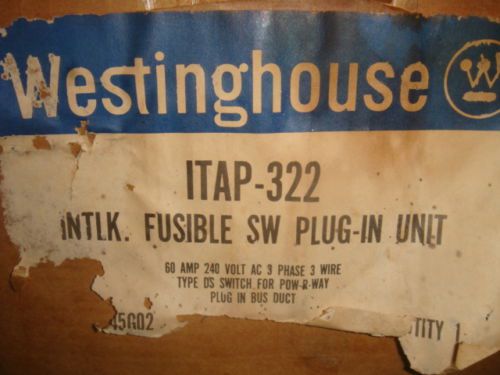 Westinghouse W
ITAP-322
INTLK. FUSIBLE SW PLUG-IN UNIT
60 AMP 240 VOLT AC 3 PHASE 3 WIRE
TYPE DS SWITCH FOR POW-R-WAY
PLUG IN BUS DUCT
45G02 TITY 1